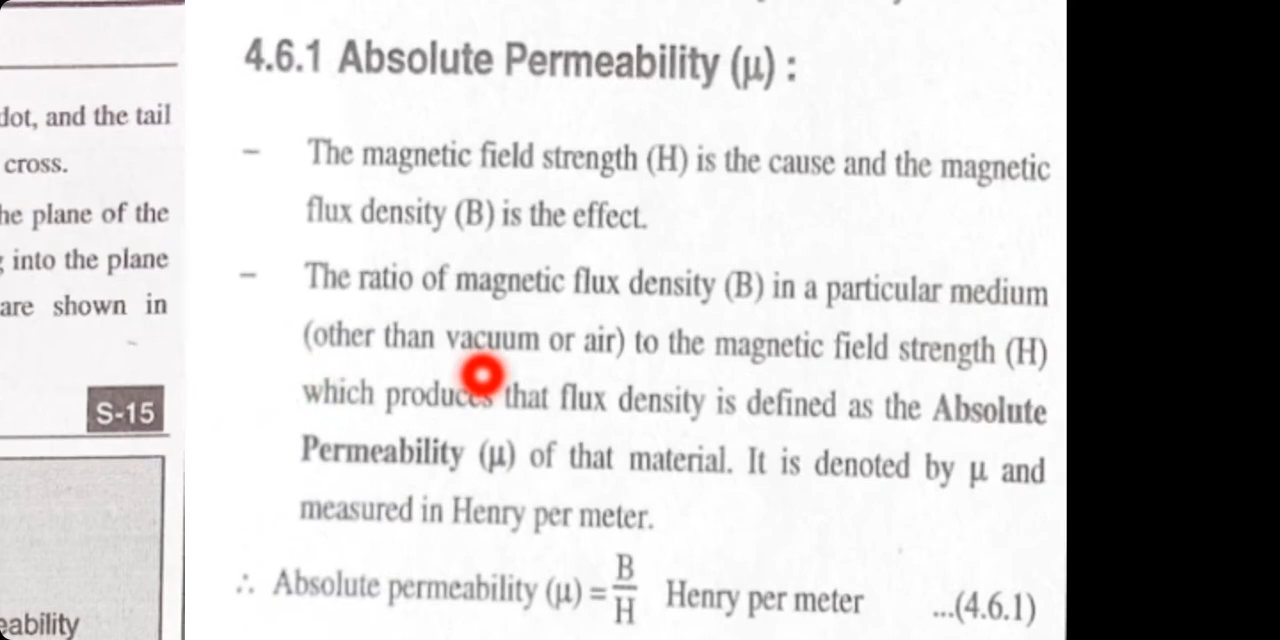 dot, and the tail
cross.
he plane of the
into the plane
are shown in
S-15
eability
4.6.1 Absolute Permeability (μ) :
– The magnetic field strength (H) is the cause and the magnetic
flux density (B) is the effect.
– The ratio of magnetic flux density (B) in a particular medium
(other than vacuum or air) to the magnetic field strength (H)
which produces that flux density is defined as the Absolute
Permeability (μ) of that material. It is denoted by μ and
measured in Henry per meter.
∴ Absolute permeability (μ) = B/H Henry per meter ...(4.6.1)